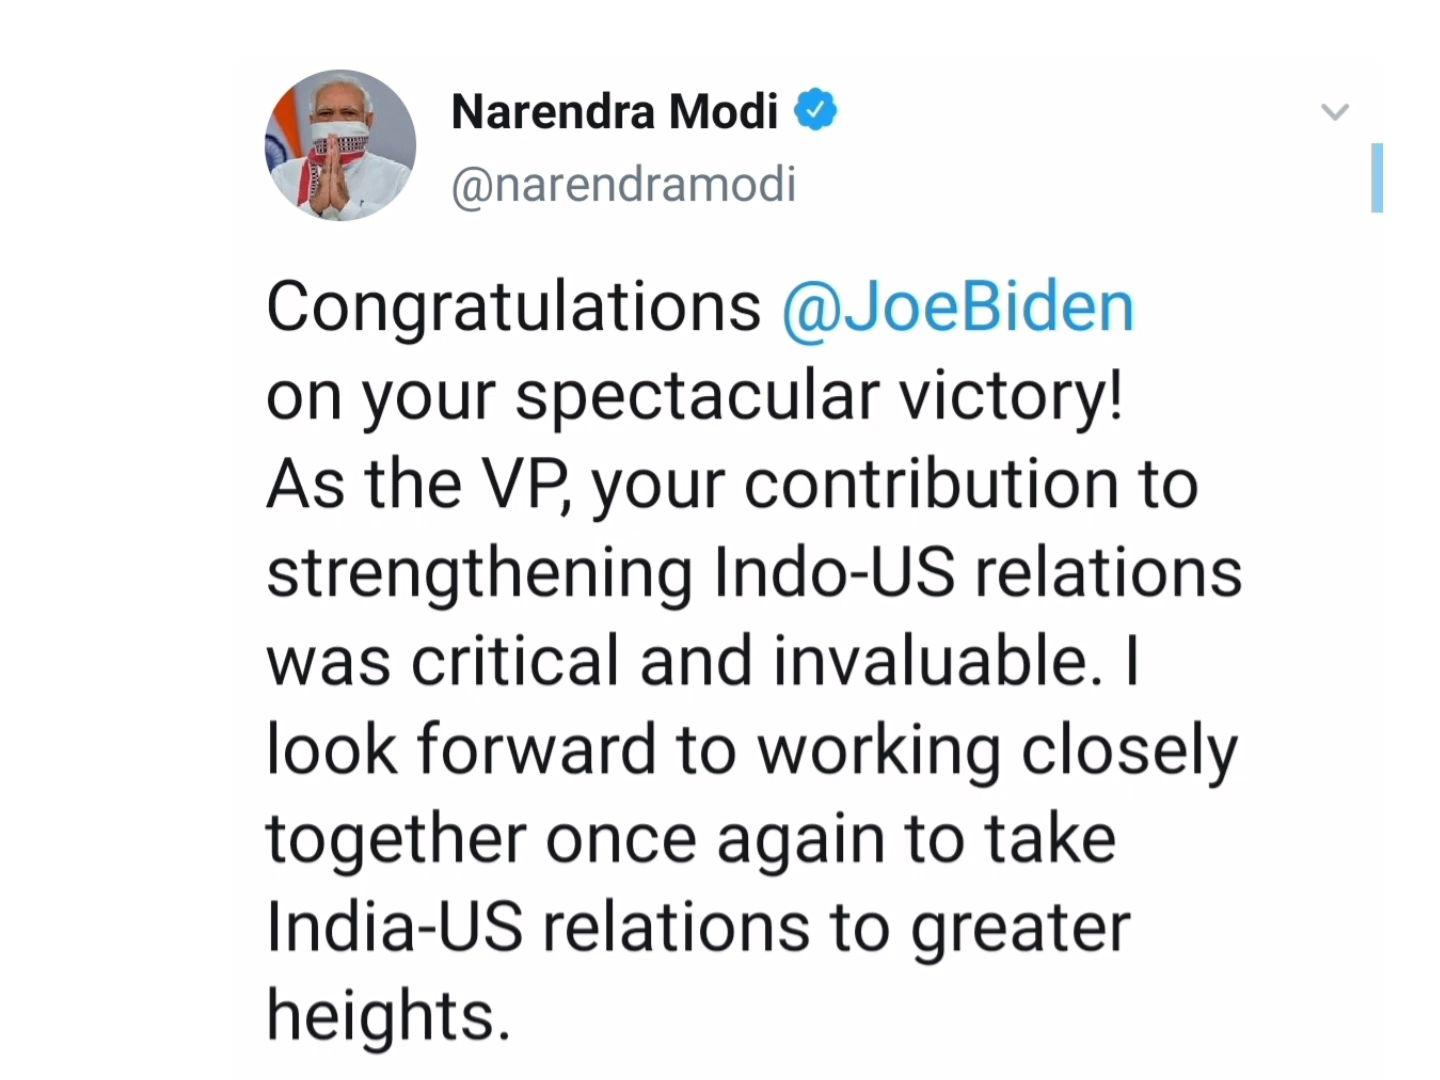 Narendra Modi
@narendramodi
Congratulations @JoeBiden
on your spectacular victory!
As the VP, your contribution to
strengthening Indo-US relations
was critical and invaluable. I
look forward to working closely
together once again to take
India-US relations to greater
heights.